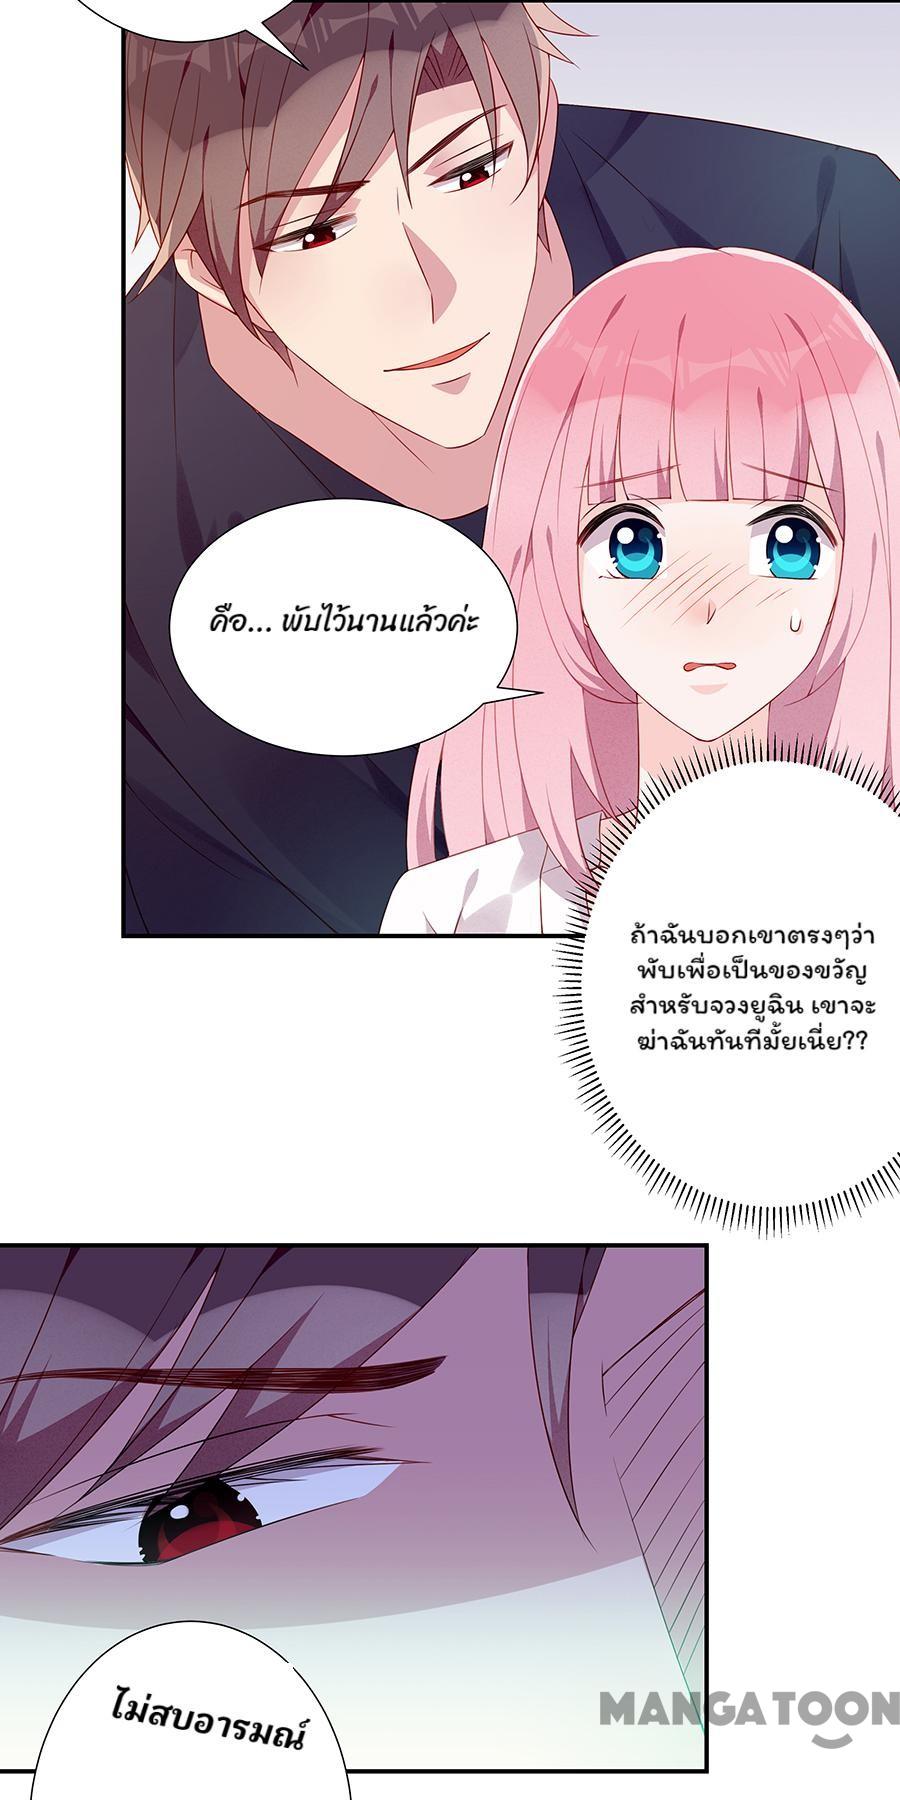 คือ... พับไว้นานแล้วค่ะ
ถ้าฉันบอกเขาตรงๆว่า
พับเพื่อเป็นของขวัญ
สำหรับจวงยูฉิน เขาจะ
ฆ่าฉันทันทีมั้ยเนี่ย??
ไม่สบอารมณ์
MANGATOON